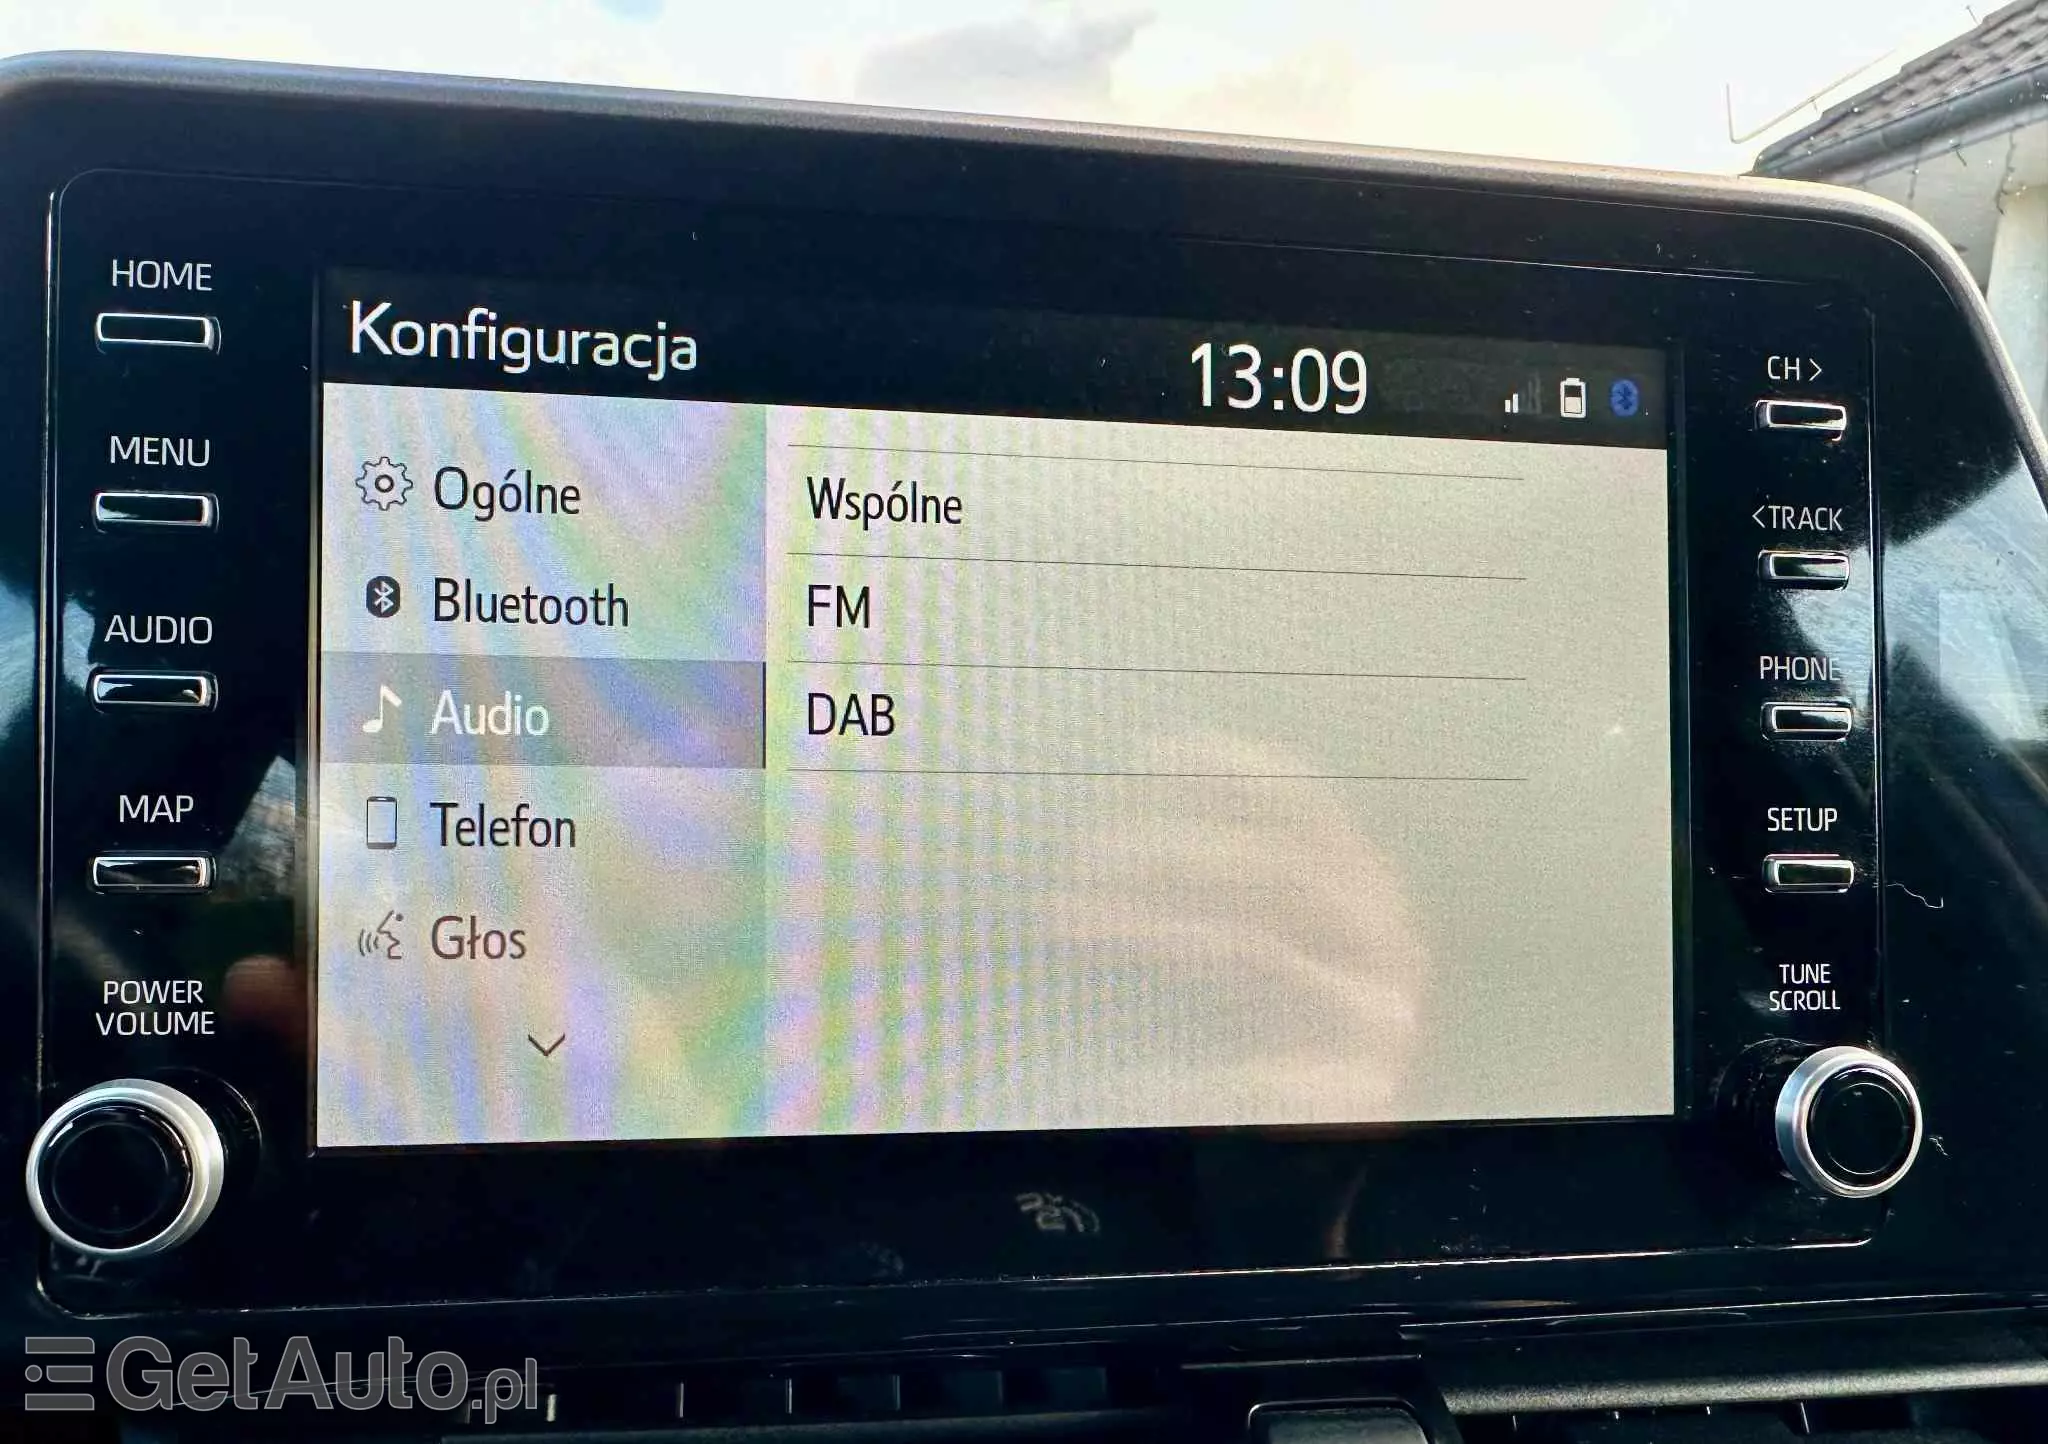 HOME
MENU
AUDIO
MAP
POWER
VOLUME
Konfiguracja
13:09
Ogólne
Bluetooth
Audio
Telefon
Głos
Wspólne
FM
DAB
CH>
<TRACK
PHONE
SETUP
TUNE
SCROLL
GetAuto.pl